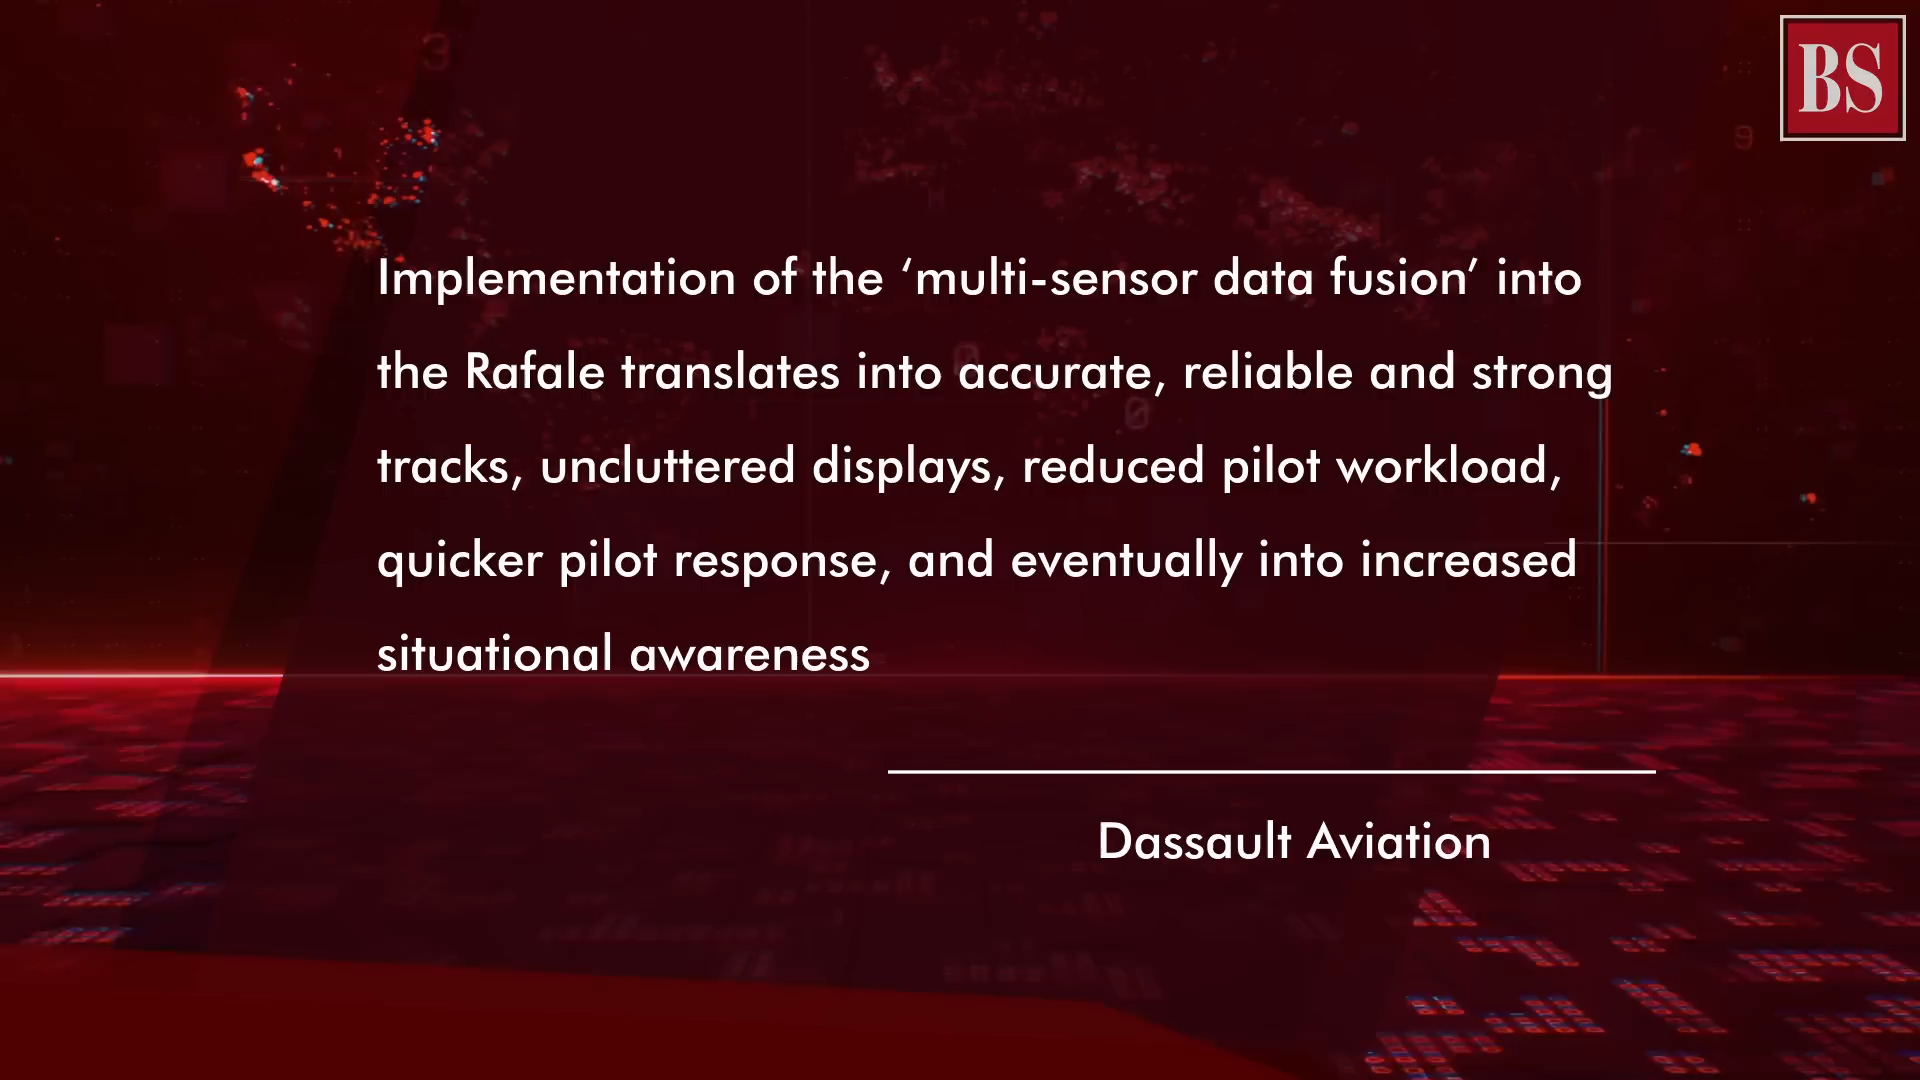 BS
Implementation of the ‘multi-sensor data fusion’ into
the Rafale translates into accurate, reliable and strong
tracks, uncluttered displays, reduced pilot workload,
quicker pilot response, and eventually into increased
situational awareness
Dassault Aviation